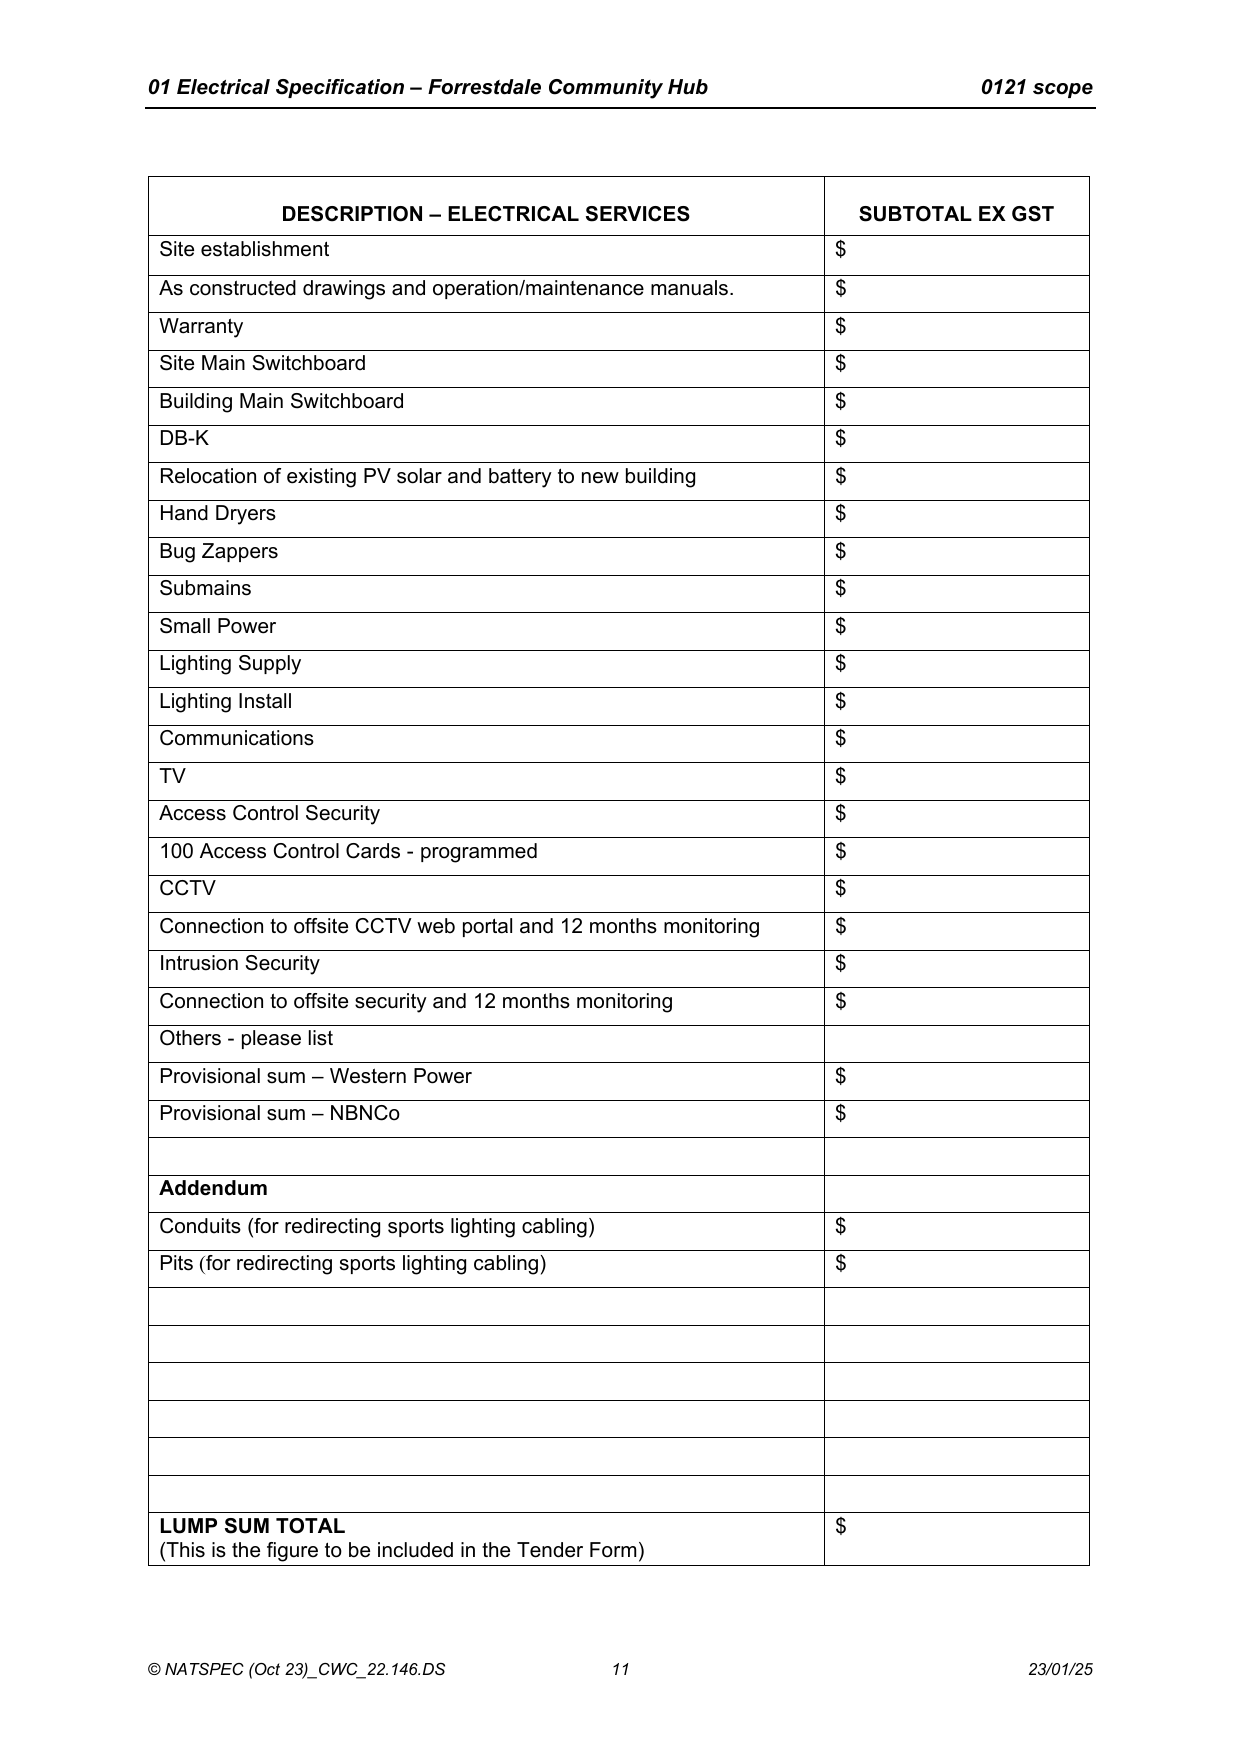 01 Electrical Specification – Forrestdale Community Hub 0121 scope
DESCRIPTION – ELECTRICAL SERVICES SUBTOTAL EX GST
Site establishment $
As constructed drawings and operation/maintenance manuals. $
Warranty $
Site Main Switchboard $
Building Main Switchboard $
DB-K $
Relocation of existing PV solar and battery to new building $
Hand Dryers $
Bug Zappers $
Submains $
Small Power $
Lighting Supply $
Lighting Install $
Communications $
TV $
Access Control Security $
100 Access Control Cards - programmed $
CCTV $
Connection to offsite CCTV web portal and 12 months monitoring $
Intrusion Security $
Connection to offsite security and 12 months monitoring $
Others - please list
Provisional sum – Western Power $
Provisional sum – NBNCo $
Addendum
Conduits (for redirecting sports lighting cabling) $
Pits (for redirecting sports lighting cabling) $
LUMP SUM TOTAL $
(This is the figure to be included in the Tender Form)
© NATSPEC (Oct 23)_CWC_22.146.DS 11 23/01/25